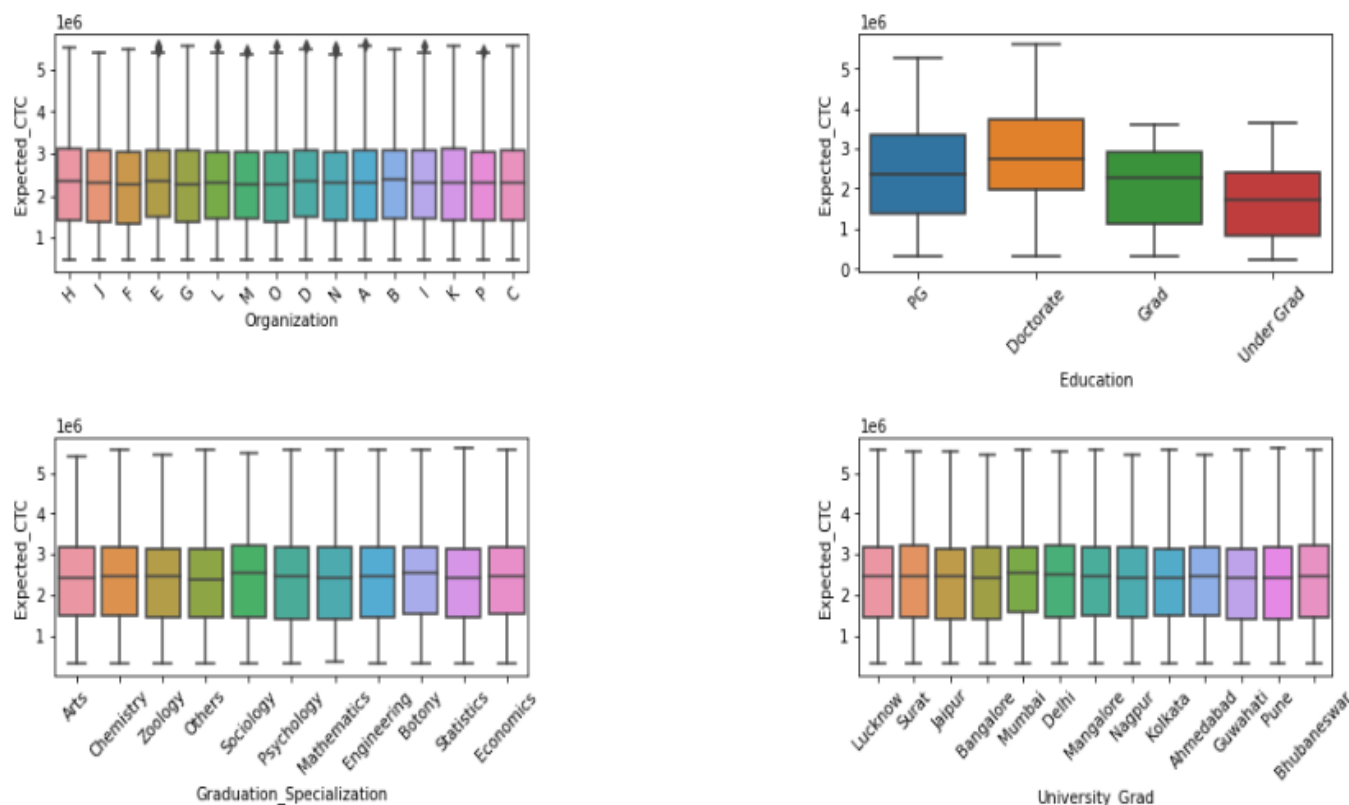 1e6
Expected_CTC
5
4
3
2
1
H J F E G L M O D N A B I K P C
Organization
1e6
Expected_CTC
5
4
3
2
1
0
PG Doctorate Grad Under Grad
Education
1e6
Expected_CTC
5
4
3
2
1
Arts Chemistry Zoology Others Sociology Psychology Mathematics Engineering Botony Statistics Economics
Graduation_Specialization
1e6
Expected_CTC
5
4
3
2
1
Lucknow Surat Jaipur Bangalore Mumbai Delhi Mangalore Nagpur Kolkata Ahmedabad Guwahati Pune Bhubaneswar
University_Grad